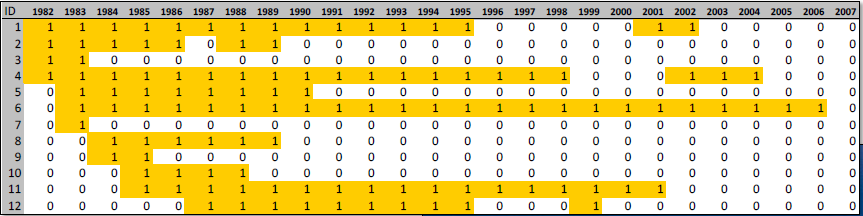 ID 1982 1983 1984 1985 1986 1987 1988 1989 1990 1991 1992 1993 1994 1995 1996 1997 1998 1999 2000 2001 2002 2003 2004 2005 2006 2007
1 1 1 1 1 1 1 1 1 1 1 1 1 1 1 0 0 0 0 0 1 1 0 0 0 0 0
2 1 1 1 1 1 0 1 1 0 0 0 0 0 0 0 0 0 0 0 0 0 0 0 0 0 0
3 1 1 0 0 0 0 0 0 0 0 0 0 0 0 0 0 0 0 0 0 0 0 0 0 0 0
4 1 1 1 1 1 1 1 1 1 1 1 1 1 1 1 1 1 0 0 0 1 1 1 0 0 0
5 0 1 1 1 1 1 1 1 1 0 0 0 0 0 0 0 0 0 0 0 0 0 0 0 0 0
6 0 1 1 1 1 1 1 1 1 1 1 1 1 1 1 1 1 1 1 1 1 1 1 1 1 0
7 0 1 0 0 0 0 0 0 0 0 0 0 0 0 0 0 0 0 0 0 0 0 0 0 0 0
8 0 0 1 1 1 1 1 1 0 0 0 0 0 0 0 0 0 0 0 0 0 0 0 0 0 0
9 0 0 1 1 0 0 0 0 0 0 0 0 0 0 0 0 0 0 0 0 0 0 0 0 0 0
10 0 0 0 1 1 1 1 0 0 0 0 0 0 0 0 0 0 0 0 0 0 0 0 0 0 0
11 0 0 0 1 1 1 1 1 1 1 1 1 1 1 1 1 1 1 1 1 0 0 0 0 0 0
12 0 0 0 0 0 1 1 1 1 1 1 1 1 1 0 0 0 1 0 0 0 0 0 0 0 0